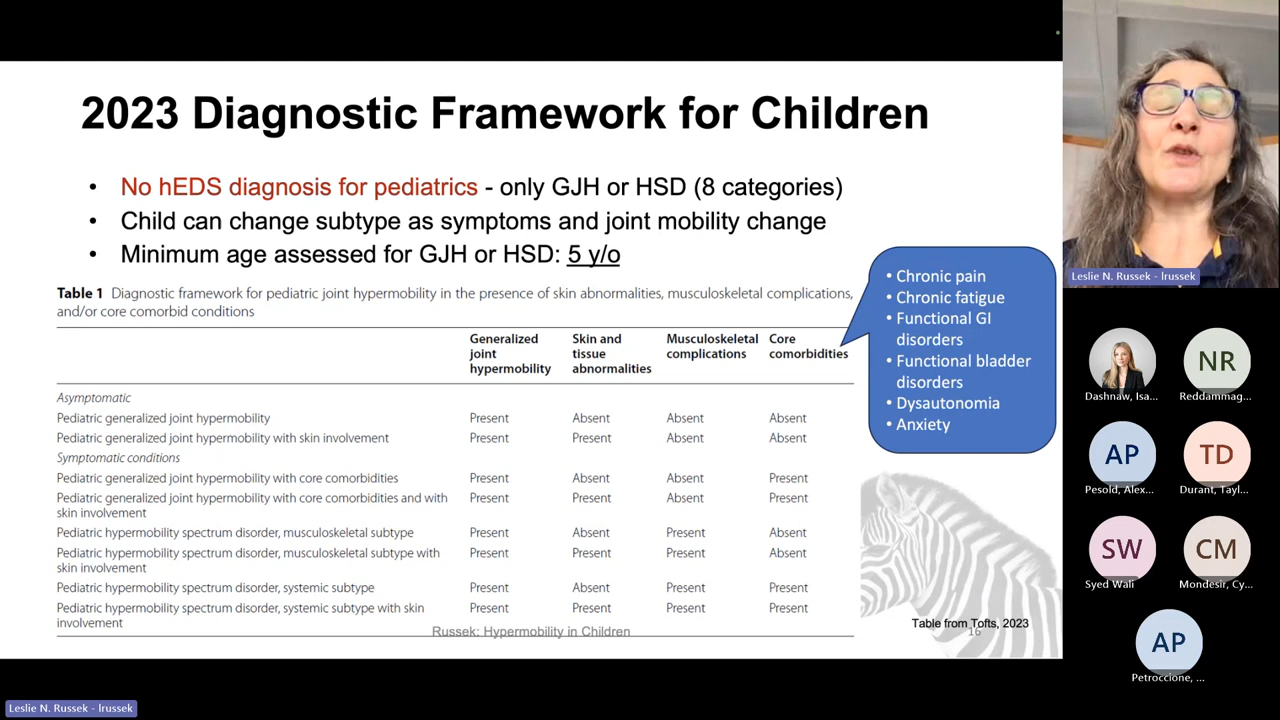 2023 Diagnostic Framework for Children
• No hEDS diagnosis for pediatrics - only GJH or HSD (8 categories)
• Child can change subtype as symptoms and joint mobility change
• Minimum age assessed for GJH or HSD: 5 y/o
Table 1 Diagnostic framework for pediatric joint hypermobility in the presence of skin abnormalities, musculoskeletal complications,
and/or core comorbid conditions
Generalized joint hypermobility
Skin and tissue abnormalities
Musculoskeletal complications
Core comorbidities
Asymptomatic
Pediatric generalized joint hypermobility Present Absent Absent Absent
Pediatric generalized joint hypermobility with skin involvement Present Present Absent Absent
Symptomatic conditions
Pediatric generalized joint hypermobility with core comorbidities Present Absent Absent Present
Pediatric generalized joint hypermobility with core comorbidities and with Present Present Absent Present
skin involvement
Pediatric hypermobility spectrum disorder, musculoskeletal subtype Present Absent Present Absent
Pediatric hypermobility spectrum disorder, musculoskeletal subtype with Present Present Present Absent
skin involvement
Pediatric hypermobility spectrum disorder, systemic subtype Present Absent Present Present
Pediatric hypermobility spectrum disorder, systemic subtype with skin Present Present Present Present
involvement
• Chronic pain
• Chronic fatigue
• Functional GI
disorders
• Functional bladder
disorders
• Dysautonomia
• Anxiety
Russek: Hypermobility in Children
Table from Tofts, 2023
16
Leslie N. Russek - lrussek
Dashnaw, Isa...
NR
Reddammag...
AP
Pesold, Alex...
TD
Durant, Tayl...
SW
Syed Wali
CM
Mondesir, Cy...
AP
Petroccione, ...
Leslie N. Russek - lrussek